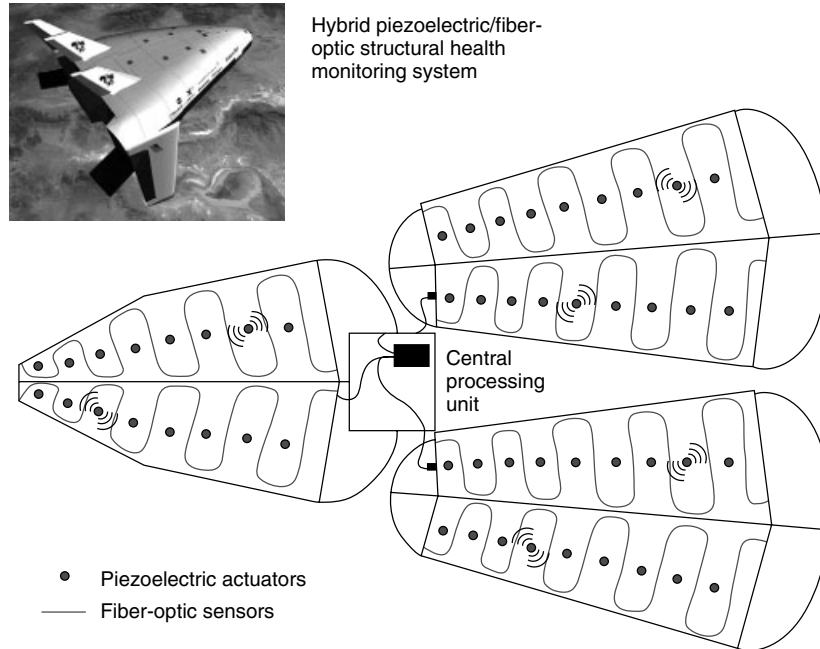 Hybrid piezoelectric/fiber-
optic structural health
monitoring system
Central
processing
unit
Piezoelectric actuators
Fiber-optic sensors